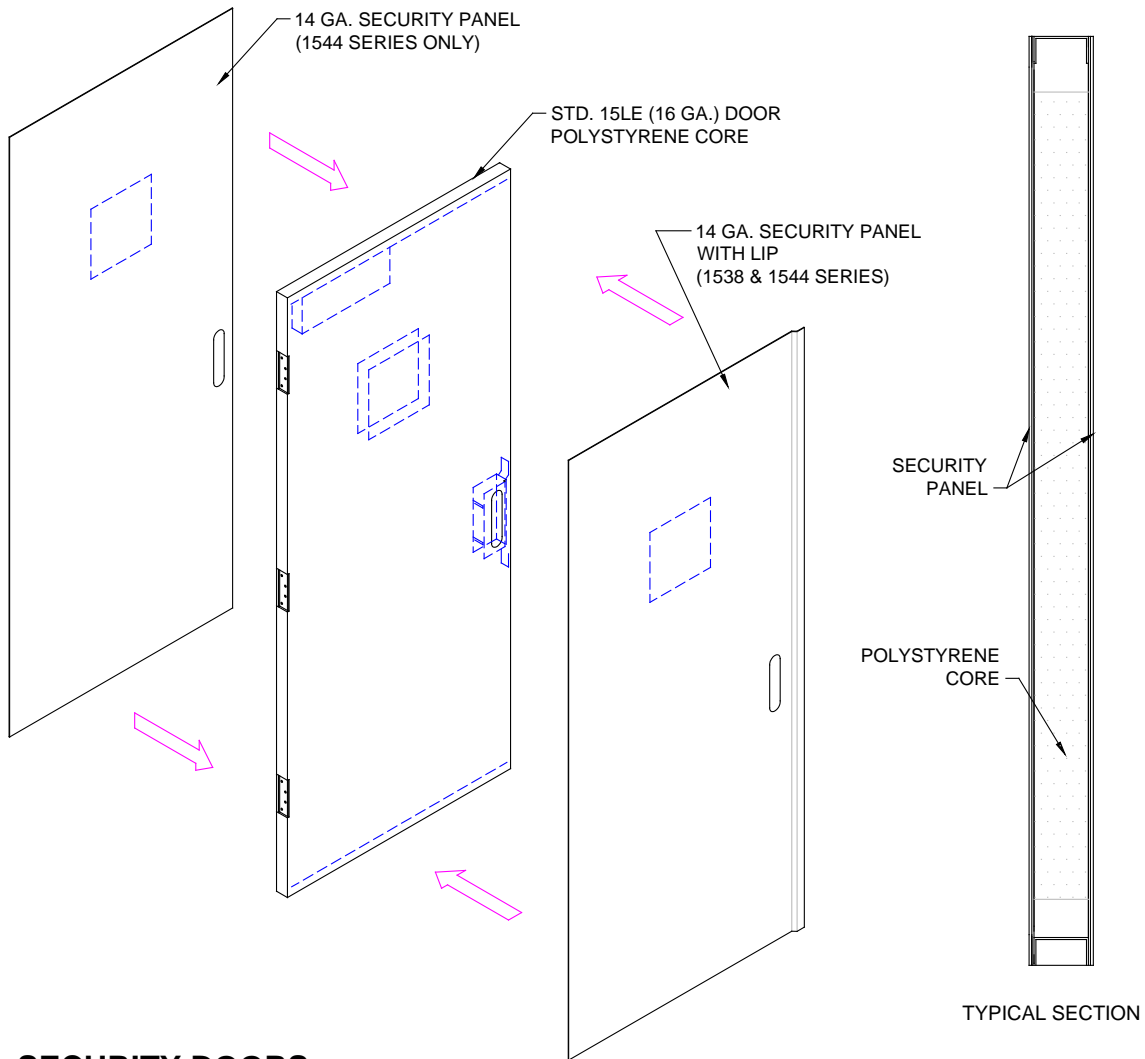 14 GA. SECURITY PANEL
(1544 SERIES ONLY)
STD. 15LE (16 GA.) DOOR
POLYSTYRENE CORE
14 GA. SECURITY PANEL
WITH LIP
(1538 & 1544 SERIES)
SECURITY
PANEL
POLYSTYRENE
CORE
TYPICAL SECTION
SECURITY DOORS